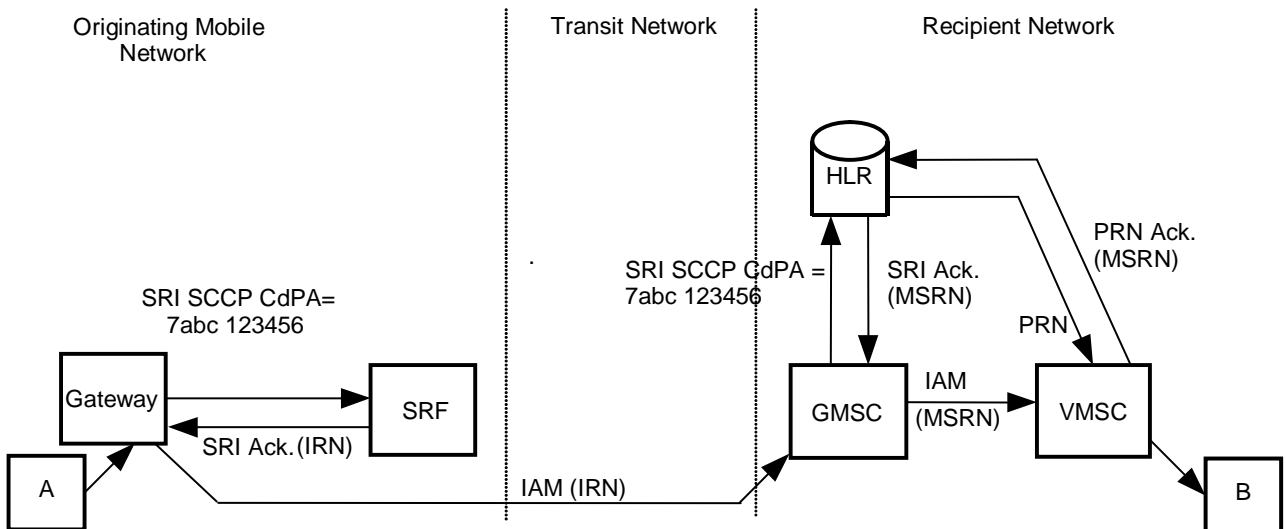 Originating Mobile
Network
Transit Network
Recipient Network
HLR
PRN Ack.
(MSRN)
.
SRI SCCP CdPA =
7abc 123456
SRI Ack.
(MSRN)
SRI SCCP CdPA=
7abc 123456
PRN
Gateway
SRF
SRI Ack.(IRN)
GMSC
IAM
(MSRN)
VMSC
A
IAM (IRN)
B